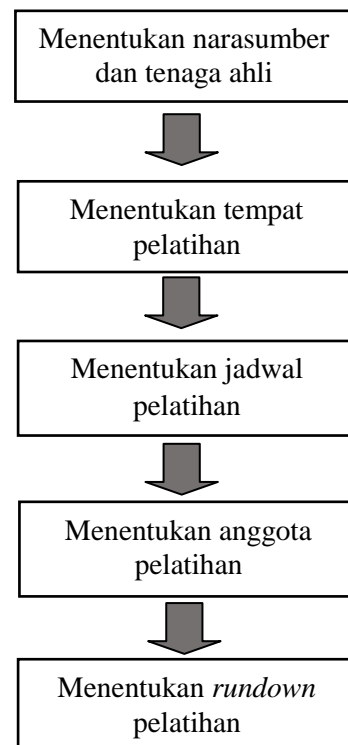 Menentukan narasumber
dan tenaga ahli
Menentukan tempat
pelatihan
Menentukan jadwal
pelatihan
Menentukan anggota
pelatihan
Menentukan rundown
pelatihan